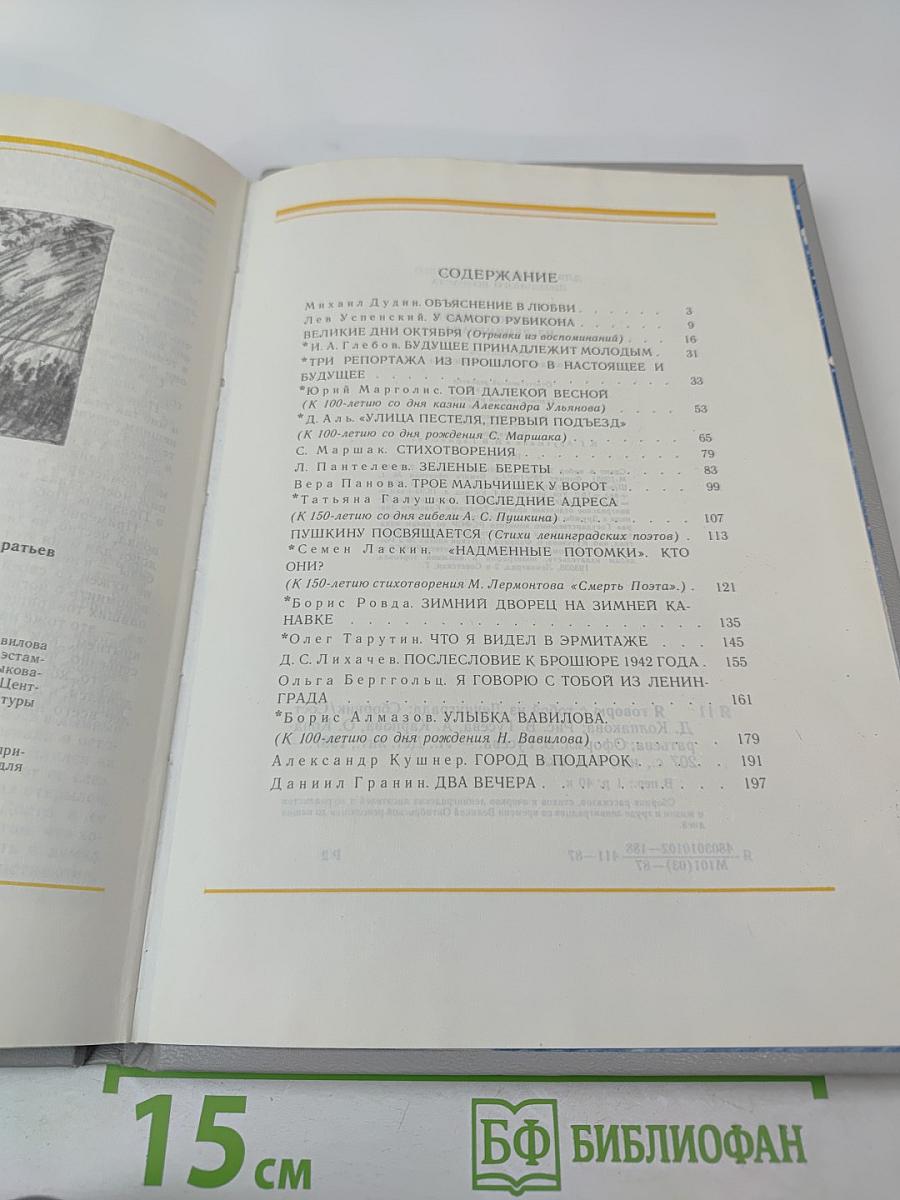 ратьев
вилова
эстам-
ыкова-
Цент-
туры
при-
для
СОДЕРЖАНИЕ
Михаил Дудин. ОБЪЯСНЕНИЕ В ЛЮБВИ . . . . . . 3
Лев Успенский. У САМОГО РУБИКОНА . . . . . . 9
ВЕЛИКИЕ ДНИ ОКТЯБРЯ (Отрывки из воспоминаний) . . . 16
*И. А. Глебов. БУДУЩЕЕ ПРИНАДЛЕЖИТ МОЛОДЫМ . 31
*ТРИ РЕПОРТАЖА ИЗ ПРОШЛОГО В НАСТОЯЩЕЕ И
БУДУЩЕЕ . . . . . . . . . . . . . . . 33
*Юрий Марголис. ТОЙ ДАЛЕКОЙ ВЕСНОЙ
(К 100-летию со дня казни Александра Ульянова) . . . . 53
*Д. Аль. «УЛИЦА ПЕСТЕЛЯ, ПЕРВЫЙ ПОДЪЕЗД»
(К 100-летию со дня рождения С. Маршака) . . . . . . 65
С. Маршак. СТИХОТВОРЕНИЯ . . . . . . . . . 79
Л. Пантелеев. ЗЕЛЕНЫЕ БЕРЕТЫ . . . . . . . 83
Вера Панова. ТРОЕ МАЛЬЧИШЕК У ВОРОТ . . . . . 99
*Татьяна Галушко. ПОСЛЕДНИЕ АДРЕСА
(К 150-летию со дня гибели А. С. Пушкина) . . . . . . 107
ПУШКИНУ ПОСВЯЩАЕТСЯ (Стихи ленинградских поэтов) . 113
*Семен Ласкин. «НАДМЕННЫЕ ПОТОМКИ». КТО
ОНИ?
(К 150-летию стихотворения М. Лермонтова «Смерть Поэта».) . 121
*Борис Ровда. ЗИМНИЙ ДВОРЕЦ НА ЗИМНЕЙ КА-
НАВКЕ . . . . . . . . . . . . . . . 135
*Олег Тарутин. ЧТО Я ВИДЕЛ В ЭРМИТАЖЕ . . . . 145
Д. С. Лихачев. ПОСЛЕСЛОВИЕ К БРОШЮРЕ 1942 ГОДА . 155
Ольга Берггольц. Я ГОВОРЮ С ТОБОЙ ИЗ ЛЕНИН-
ГРАДА . . . . . . . . . . . . . . . 161
*Борис Алмазов. УЛЫБКА ВАВИЛОВА.
(К 100-летию со дня рождения Н. Вавилова) . . . . . 179
Александр Кушнер. ГОРОД В ПОДАРОК . . . . . 191
Даниил Гранин. ДВА ВЕЧЕРА . . . . . . . . 197
15 см
БФ БИБЛИОФАН